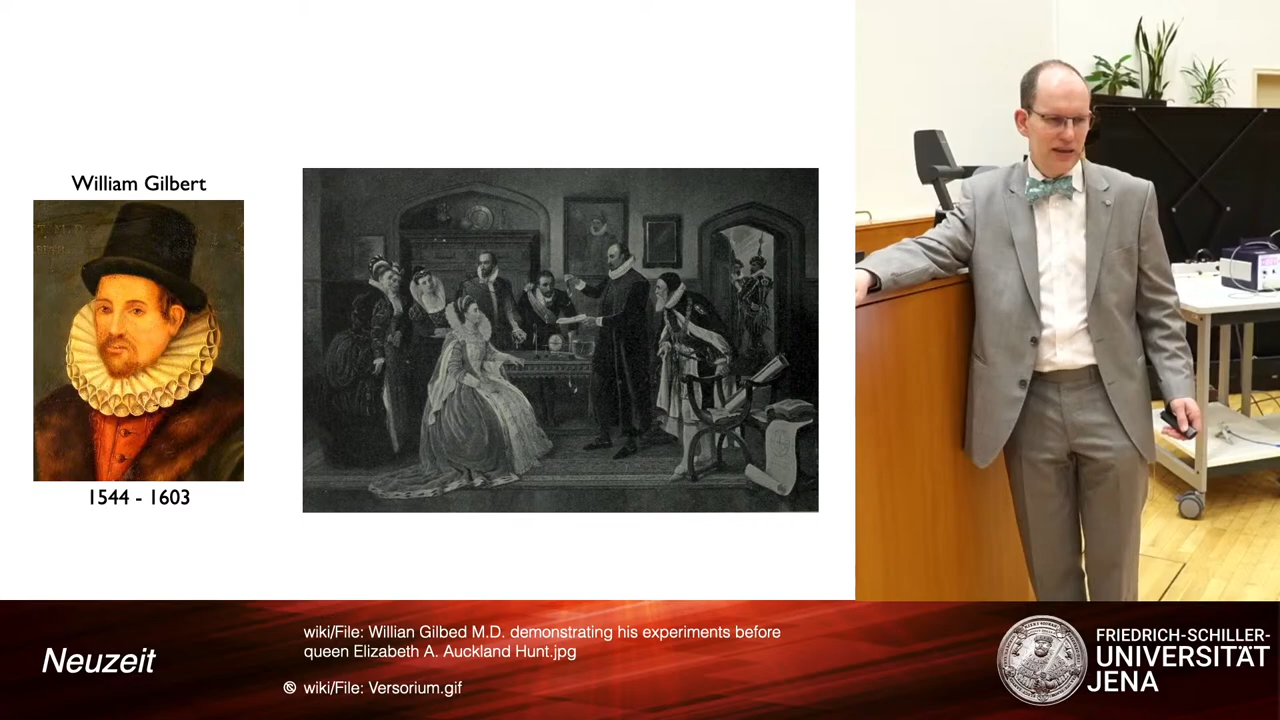 William Gilbert
1544 - 1603
Neuzeit
wiki/File: Willian Gilbed M.D. demonstrating his experiments before
queen Elizabeth A. Auckland Hunt.jpg
wiki/File: Versorium.gif
FRIEDRICH-SCHILLER-
UNIVERSITÄT
JENA